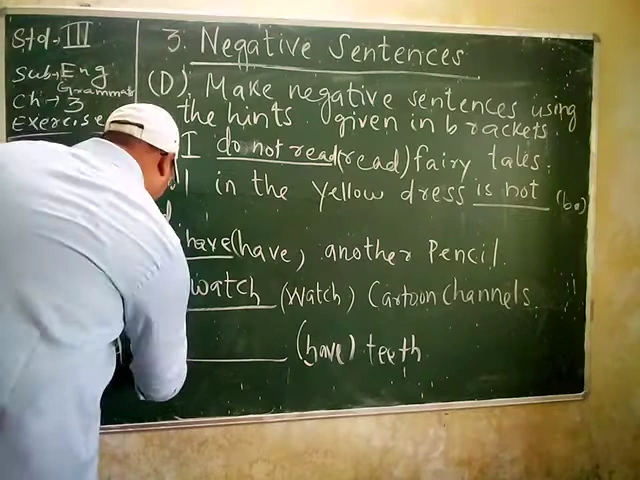 Std. III
Sub. Eng
Grammar
Ch. 3
Exercise
3. Negative Sentences
(D). Make negative sentences using
the hints given in brackets.
I do not read (read) fairy tales.
in the yellow dress is not (be)
have (have) another Pencil.
watch (Watch) Cartoon Channels.
(have) teeth